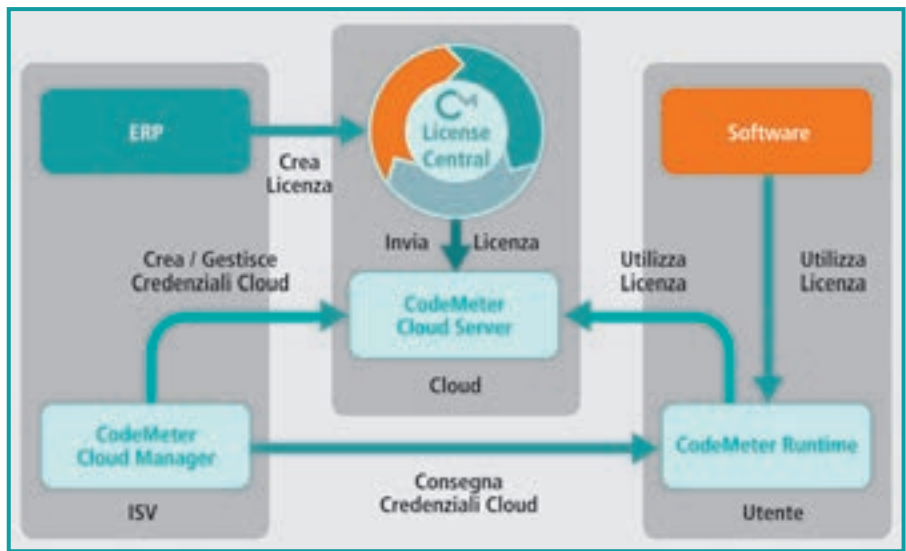 ERP
Crea
Licenza
CM
License
Central
Software
Invia Licenza
Crea / Gestisce
Credenziali Cloud
Utilizza
Licenza
Utilizza
Licenza
CodeMeter
Cloud Server
Cloud
CodeMeter
Cloud Manager
CodeMeter Runtime
Consegna
Credenziali Cloud
ISV
Utente